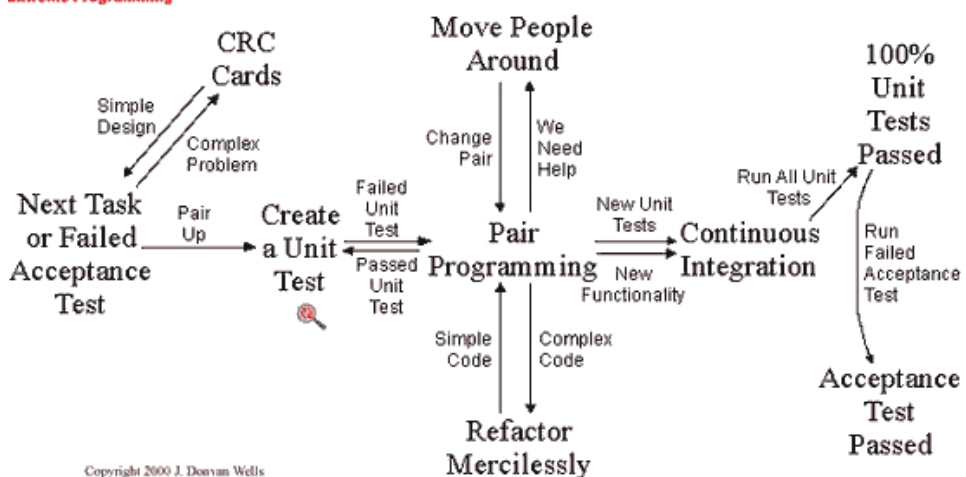 CRC
Cards
Simple
Design
Complex
Problem
Next Task
or Failed
Acceptance
Test
Pair
Up
Create
a Unit
Test
Failed
Unit
Test
Passed
Unit
Test
Move People
Around
Change
Pair
We
Need
Help
Pair
Programming
Simple
Code
Complex
Code
Refactor
Mercilessly
New Unit
Tests
New
Functionality
Continuous
Integration
Run All Unit
Tests
100%
Unit
Tests
Passed
Run
Failed
Acceptance
Test
Acceptance
Test
Passed
Copyright 2000 J. Donvan Wells